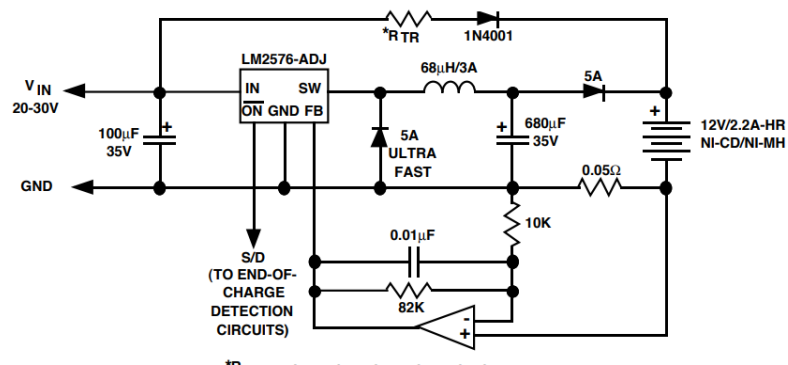 *R TR
1N4001
LM2576-ADJ
68µH/3A
5A
V IN
20-30V
IN
SW
ON GND FB
100µF
35V
+
5A
ULTRA
FAST
+
680µF
35V
+
12V/2.2A-HR
NI-CD/NI-MH
GND
0.05Ω
10K
0.01µF
S/D
(TO END-OF-
CHARGE
DETECTION
CIRCUITS)
82K
-
+
*R